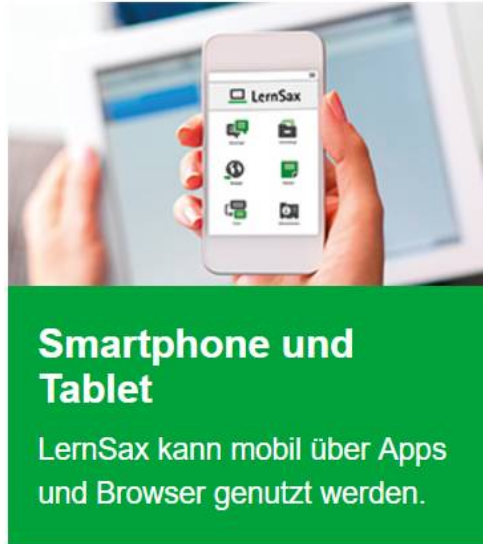 LernSax
Smartphone und
Tablet
LernSax kann mobil über Apps
und Browser genutzt werden.